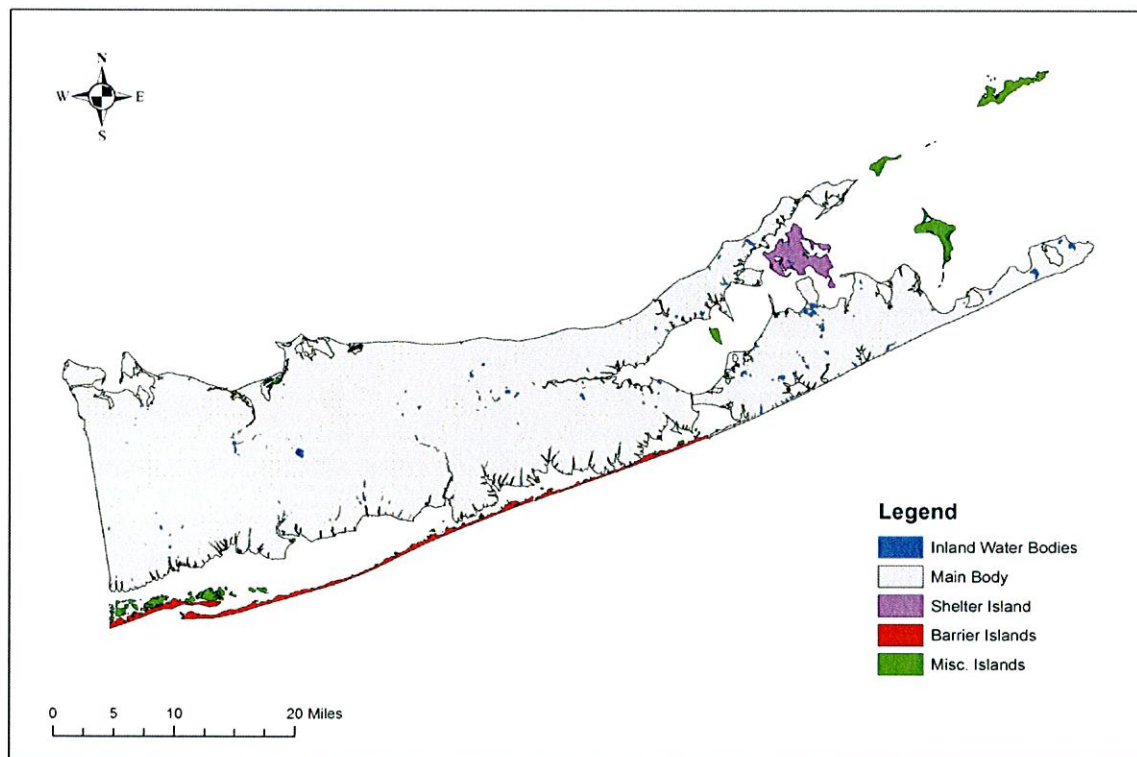 N
W E
S
Legend
Inland Water Bodies
Main Body
Shelter Island
Barrier Islands
Misc. Islands
0 5 10 20 Miles